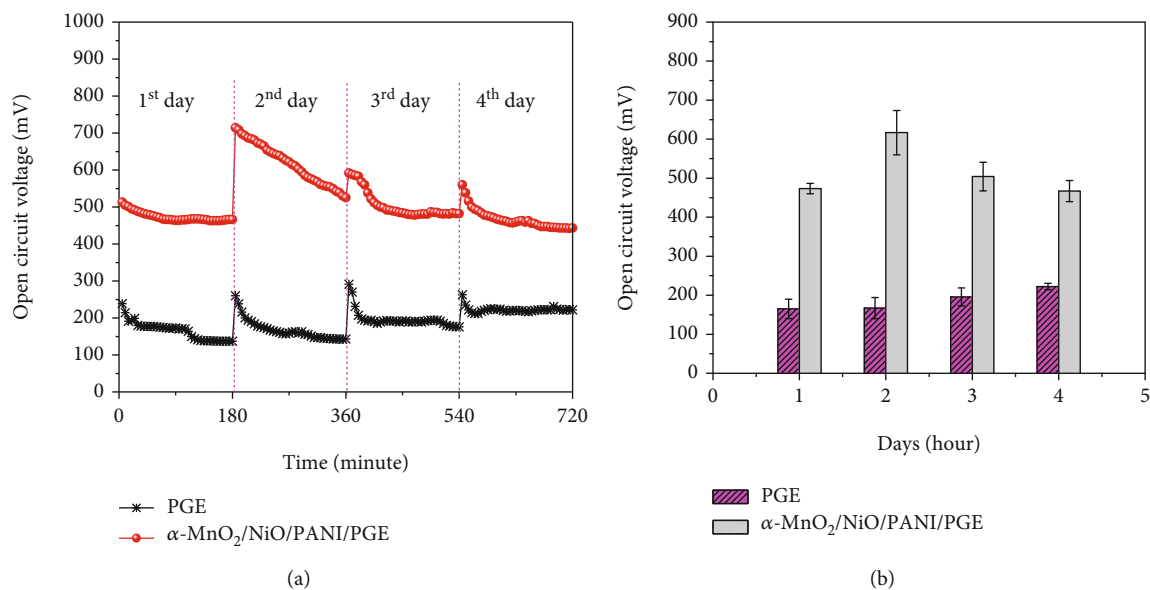 1000
900
800
700
600
500
400
300
200
100
0
Open circuit voltage (mV)
1st day
2nd day
3rd day
4th day
0
180
360
540
720
Time (minute)
PGE
α-MnO₂/NiO/PANI/PGE
(a)
900
800
700
600
500
400
300
200
100
0
Open circuit voltage (mV)
0
1
2
3
4
5
Days (hour)
PGE
α-MnO₂/NiO/PANI/PGE
(b)